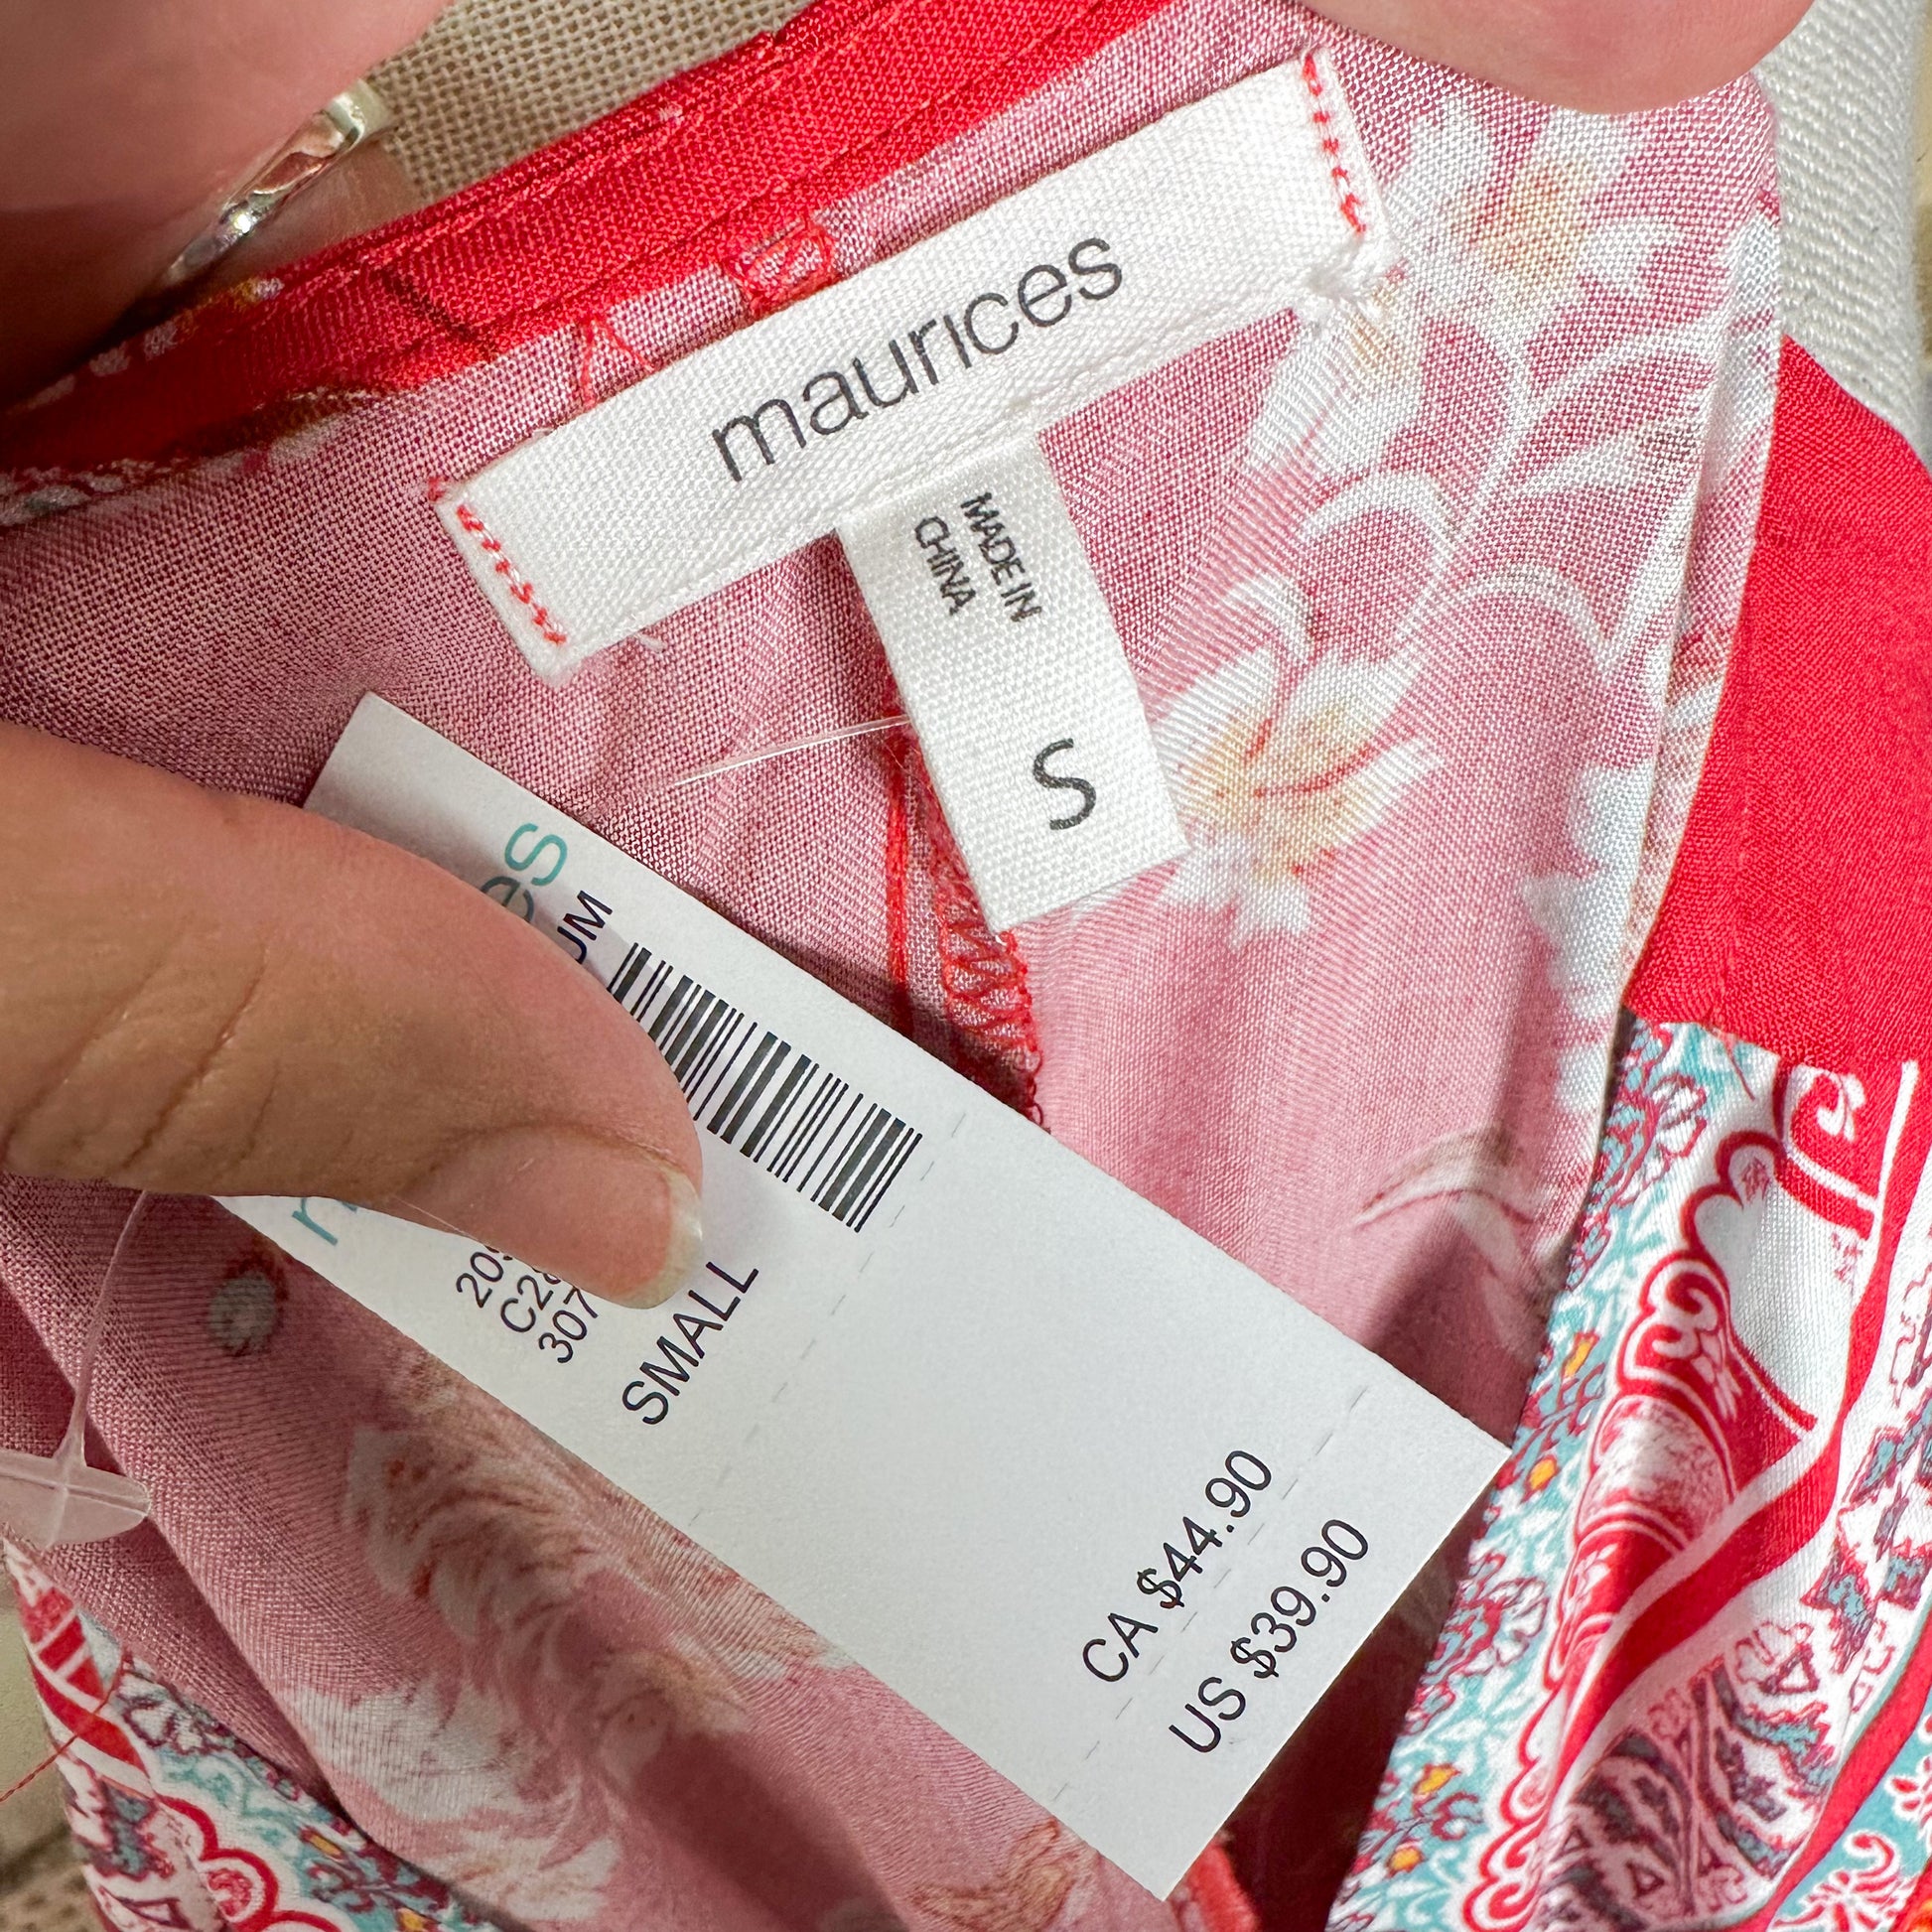 maurices
MADE IN
CHINA
S
SMALL
CA $44.90
US $39.90